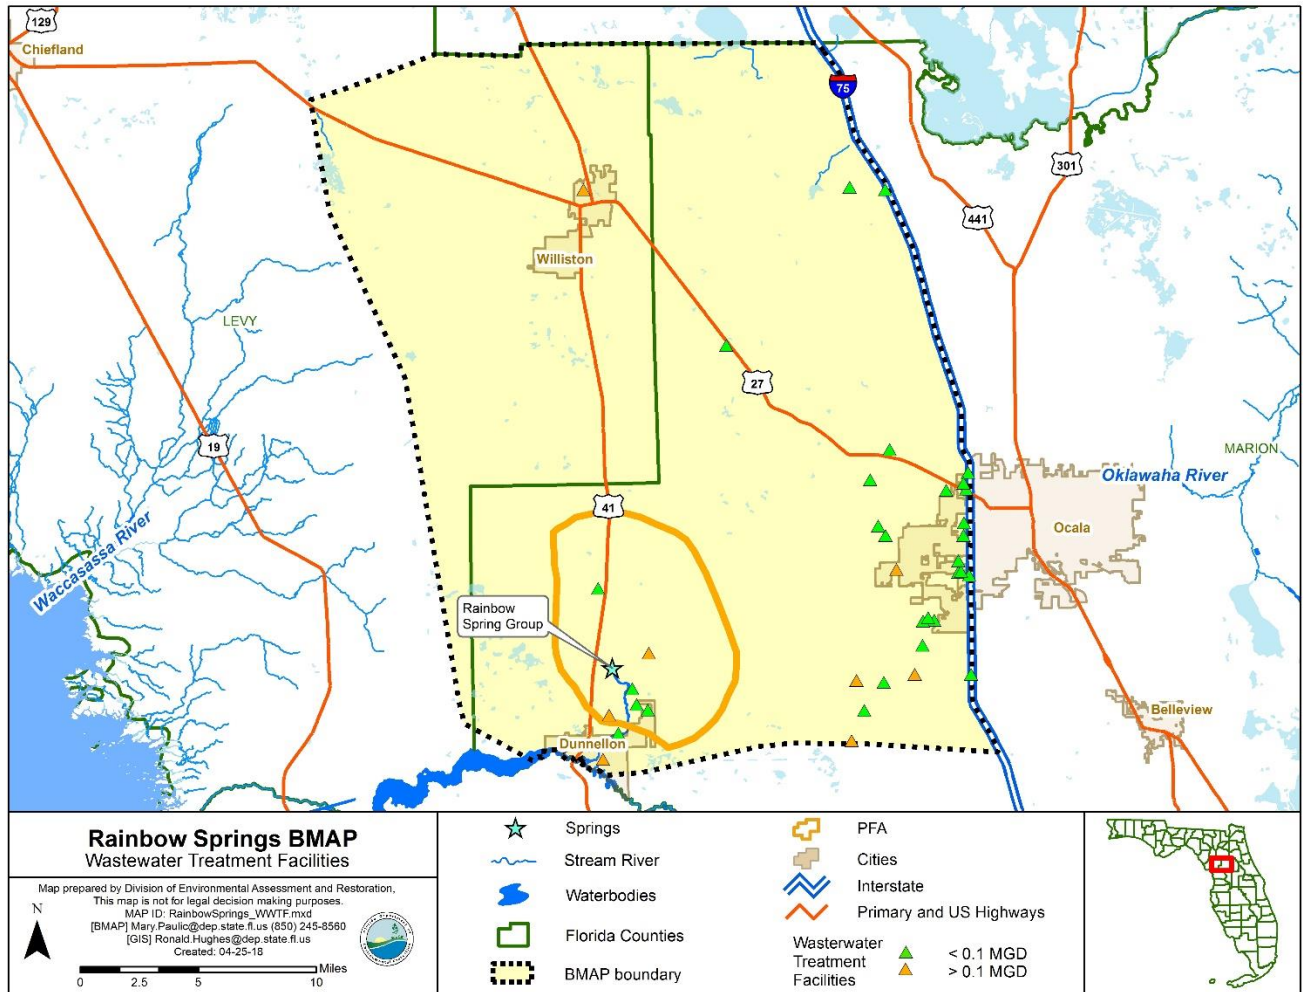 129
Chiefland
75
301
441
Williston
LEVY
27
19
MARION
Oklawaha River
41
Ocala
Waccasassa River
Rainbow
Spring Group
Belleview
Dunnellon
Rainbow Springs BMAP
Wastewater Treatment Facilities
Map prepared by Division of Environmental Assessment and Restoration,
This map is not for legal decision making purposes.
MAP ID: RainbowSprings_WWTF.mxd
[BMAP] Mary.Paulic@dep.state.fl.us (850) 245-8560
[GIS] Ronald.Hughes@dep.state.fl.us
Created: 04-25-18
N
Miles
0 2.5 5 10
Springs
Stream River
Waterbodies
Florida Counties
BMAP boundary
PFA
Cities
Interstate
Primary and US Highways
Wasterwater
Treatment
Facilities
< 0.1 MGD
> 0.1 MGD